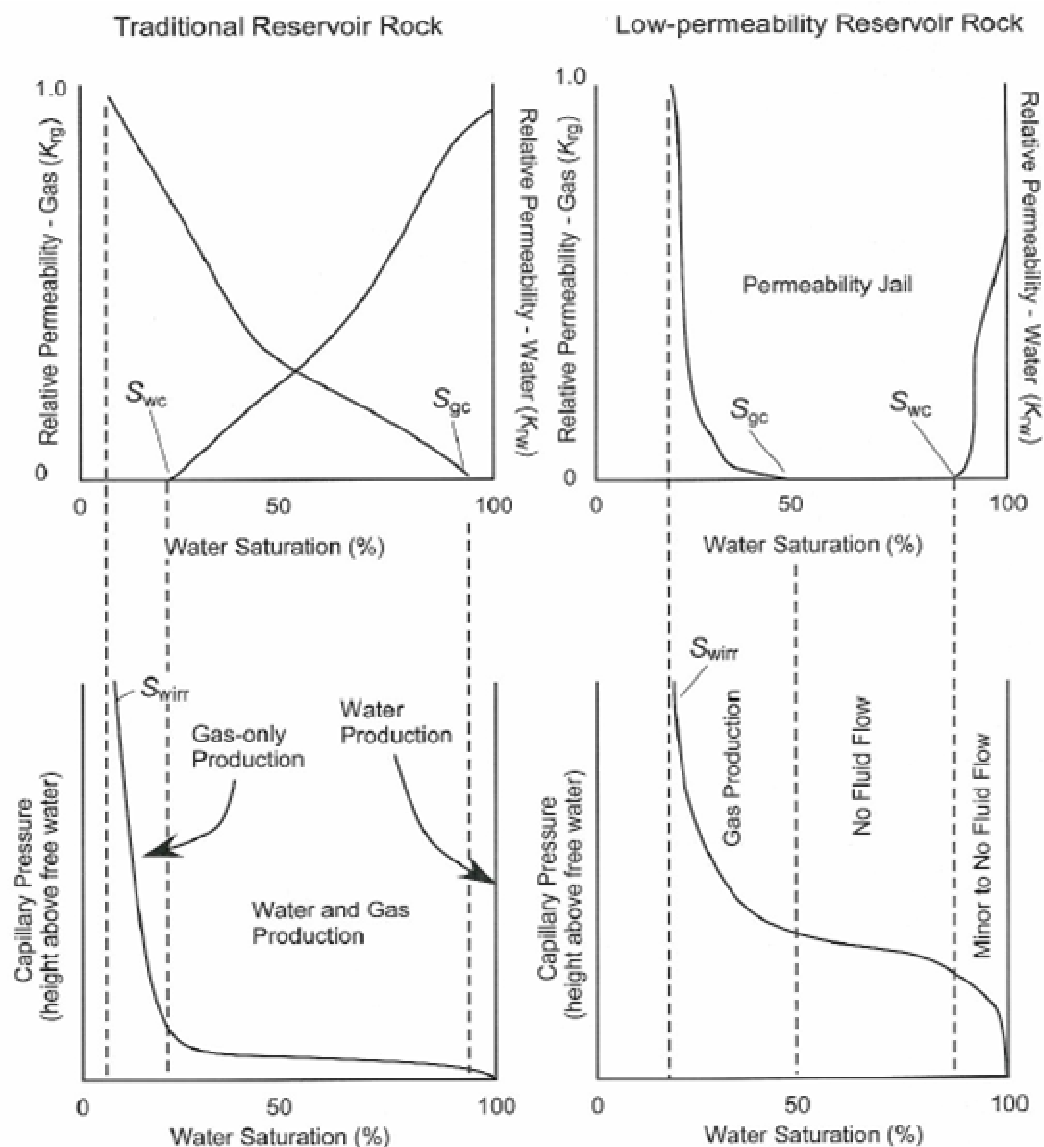 Traditional Reservoir Rock
Low-permeability Reservoir Rock
1.0
Relative Permeability - Gas (Krg)
0
Swc
Sgc
Relative Permeability - Water (Krw)
0
50
100
Water Saturation (%)
1.0
Relative Permeability - Gas (Krg)
0
Permeability Jail
Sgc
Swc
Relative Permeability - Water (Krw)
0
50
100
Water Saturation (%)
Capillary Pressure
(height above free water)
Swirr
Gas-only
Production
Water
Production
Water and Gas
Production
0
50
100
Water Saturation (%)
Capillary Pressure
(height above free water)
Swirr
Gas Production
No Fluid Flow
Minor to No Fluid Flow
0
50
100
Water Saturation (%)